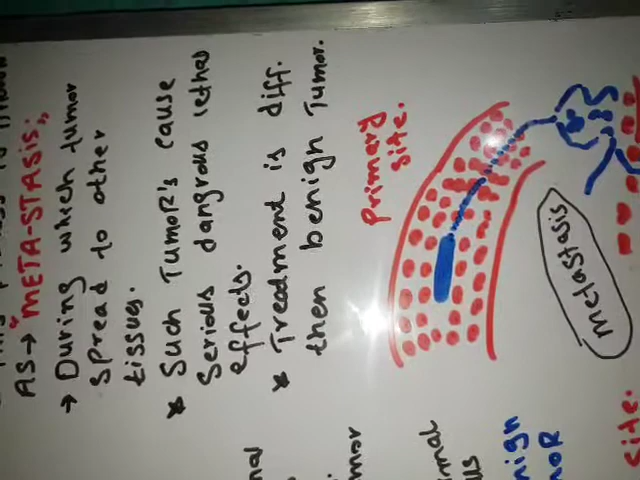 AS→ "META-STASIS:,,
→ During which tumor
Spread to other
tissues.
* Such Tumor's cause
Serious dangrous lethal
effects.
* Treatment is diff.
then benign Tumor.
Primary
site.
Metastasis
site.